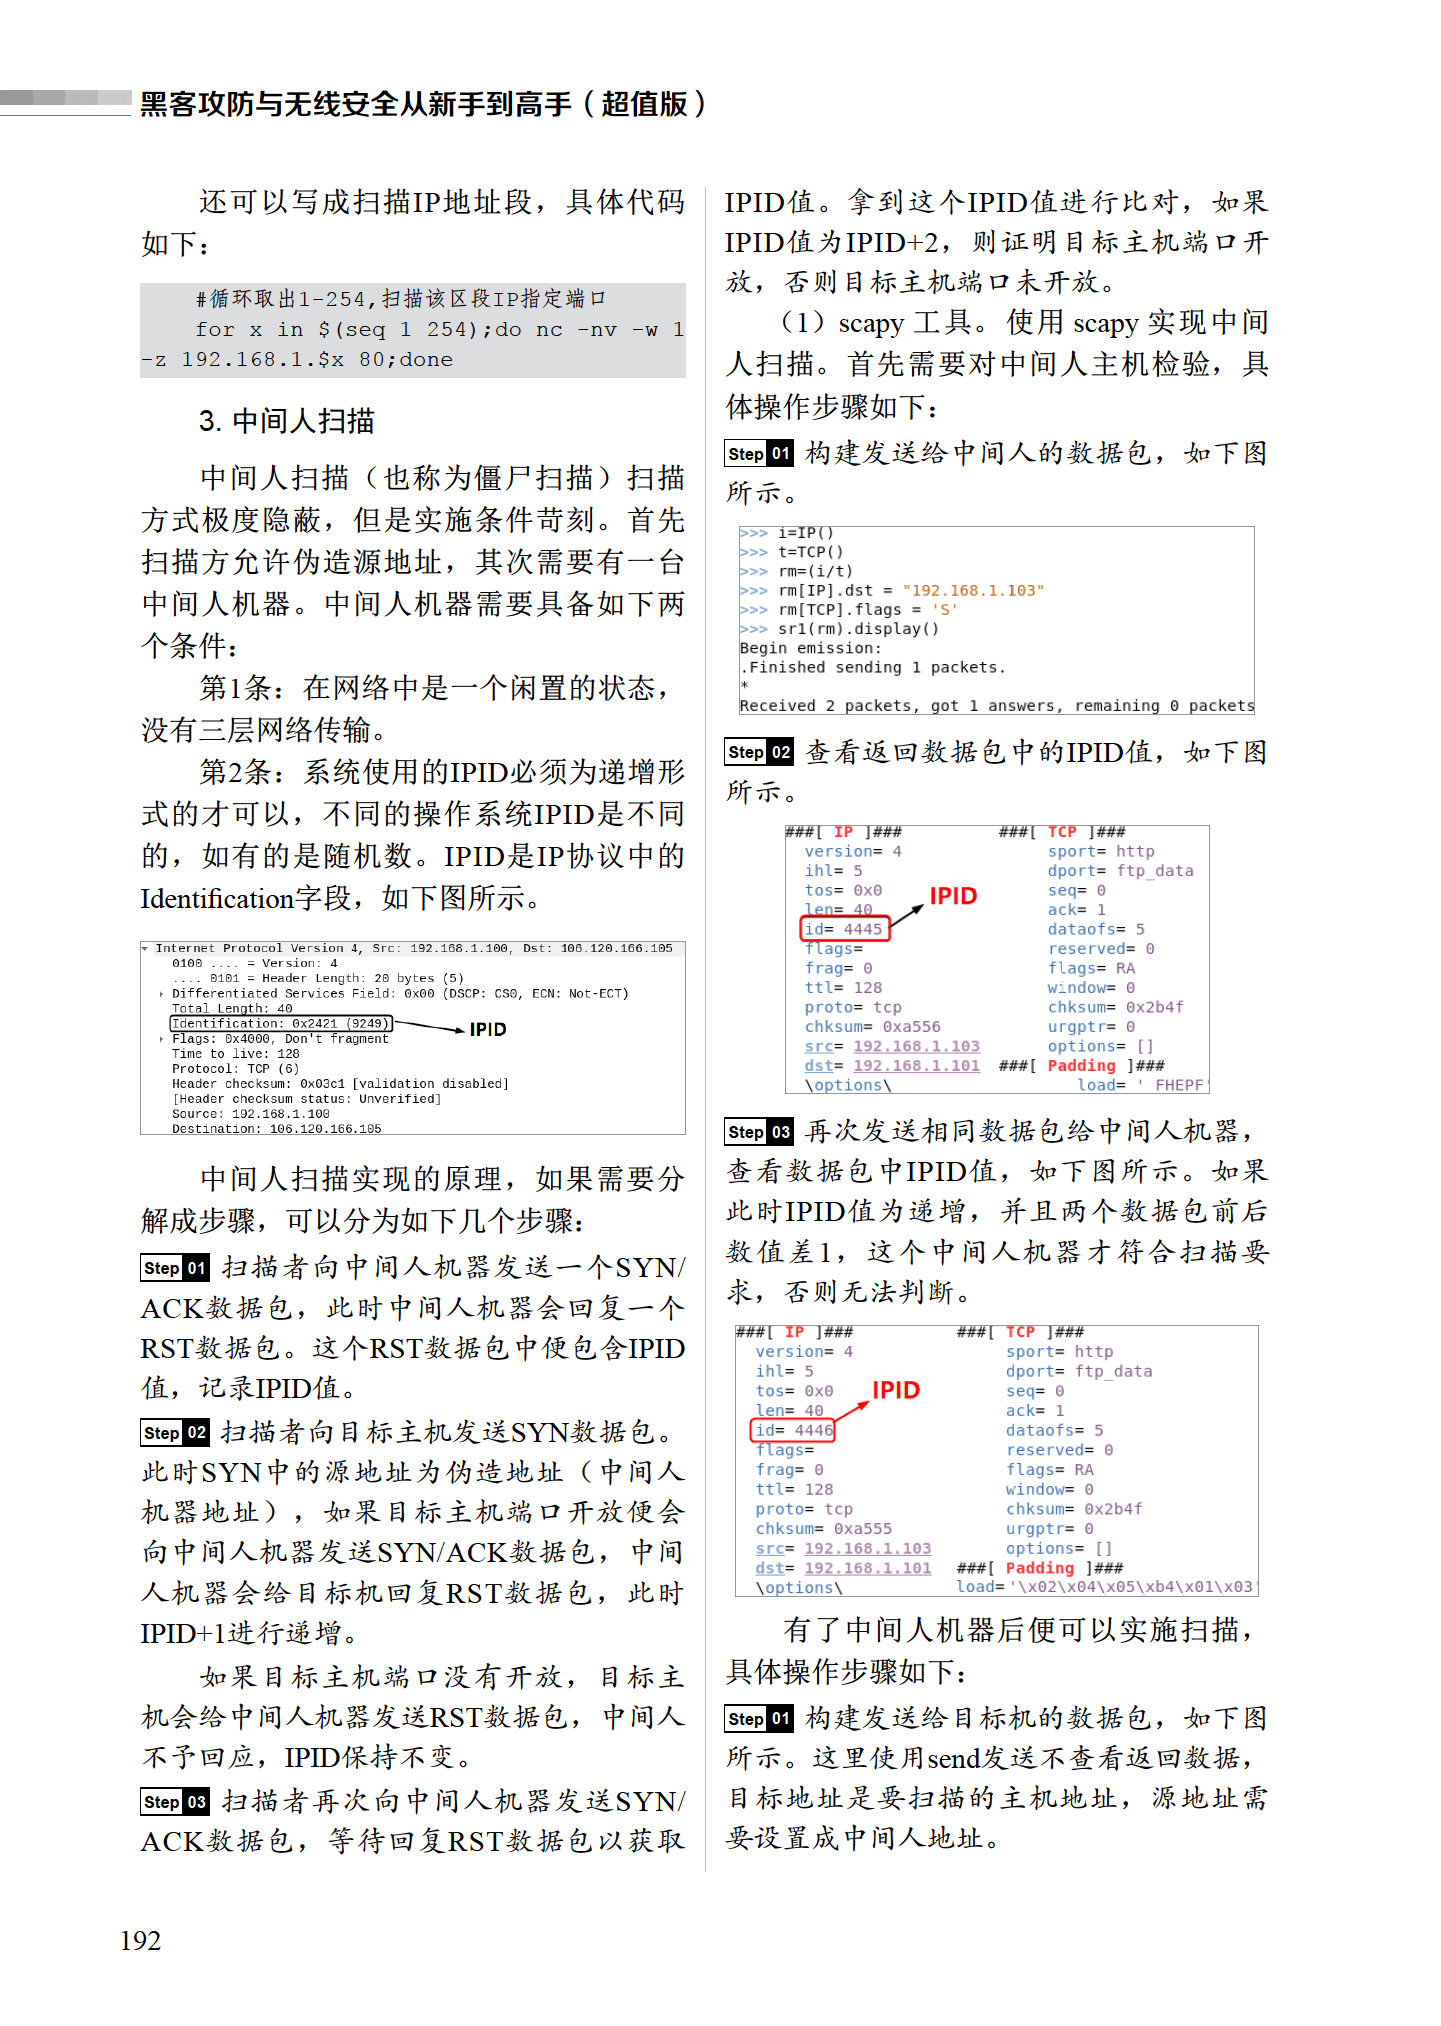 黑客攻防与无线安全从新手到高手（超值版）
还可以写成扫描IP地址段，具体代码
如下：
#循环取出1-254,扫描该区段IP指定端口
for x in $(seq 1 254);do nc -nv -w 1
-z 192.168.1.$x 80;done
3. 中间人扫描
中间人扫描（也称为僵尸扫描）扫描
方式极度隐蔽，但是实施条件苛刻。首先
扫描方允许伪造源地址，其次需要有一台
中间人机器。中间人机器需要具备如下两
个条件：
第1条：在网络中是一个闲置的状态，
没有三层网络传输。
第2条：系统使用的IPID必须为递增形
式的才可以，不同的操作系统IPID是不同
的，如有的是随机数。IPID是IP协议中的
Identification字段，如下图所示。
Internet Protocol Version 4, Src: 192.168.1.100, Dst: 106.120.166.105
0100 .... = Version: 4
.... 0101 = Header Length: 20 bytes (5)
Differentiated Services Field: 0x00 (DSCP: CS0, ECN: Not-ECT)
Total Length: 40
Identification: 0x2421 (9249)
IPID
Flags: 0x4000, Don't fragment
Time to live: 128
Protocol: TCP (6)
Header checksum: 0x03c1 [validation disabled]
[Header checksum status: Unverified]
Source: 192.168.1.100
Destination: 106.120.166.105
中间人扫描实现的原理，如果需要分
解成步骤，可以分为如下几个步骤：
Step 01 扫描者向中间人机器发送一个SYN/
ACK数据包，此时中间人机器会回复一个
RST数据包。这个RST数据包中便包含IPID
值，记录IPID值。
Step 02 扫描者向目标主机发送SYN数据包。
此时SYN中的源地址为伪造地址（中间人
机器地址），如果目标主机端口开放便会
向中间人机器发送SYN/ACK数据包，中间
人机器会给目标机回复RST数据包，此时
IPID+1进行递增。
如果目标主机端口没有开放，目标主
机会给中间人机器发送RST数据包，中间人
不予回应，IPID保持不变。
Step 03 扫描者再次向中间人机器发送SYN/
ACK数据包，等待回复RST数据包以获取
IPID值。拿到这个IPID值进行比对，如果
IPID值为IPID+2，则证明目标主机端口开
放，否则目标主机端口未开放。
（1）scapy 工具。使用 scapy 实现中间
人扫描。首先需要对中间人主机检验，具
体操作步骤如下：
Step 01 构建发送给中间人的数据包，如下图
所示。
>>> i=IP()
>>> t=TCP()
>>> rm=(i/t)
>>> rm[IP].dst = "192.168.1.103"
>>> rm[TCP].flags = 'S'
>>> sr1(rm).display()
Begin emission:
.Finished sending 1 packets.
*
Received 2 packets, got 1 answers, remaining 0 packets
Step 02 查看返回数据包中的IPID值，如下图
所示。
###[ IP ]###
version= 4
ihl= 5
tos= 0x0
len= 40
id= 4445
IPID
flags=
frag= 0
ttl= 128
proto= tcp
chksum= 0xa556
src= 192.168.1.103
dst= 192.168.1.101
\options\
###[ TCP ]###
sport= http
dport= ftp_data
seq= 0
ack= 1
dataofs= 5
reserved= 0
flags= RA
window= 0
chksum= 0x2b4f
urgptr= 0
options= []
###[ Padding ]###
load= ' FHEPF'
Step 03 再次发送相同数据包给中间人机器，
查看数据包中IPID值，如下图所示。如果
此时IPID值为递增，并且两个数据包前后
数值差1，这个中间人机器才符合扫描要
求，否则无法判断。
###[ IP ]###
version= 4
ihl= 5
tos= 0x0
len= 40
id= 4446
IPID
flags=
frag= 0
ttl= 128
proto= tcp
chksum= 0xa555
src= 192.168.1.103
dst= 192.168.1.101
\options\
###[ TCP ]###
sport= http
dport= ftp_data
seq= 0
ack= 1
dataofs= 5
reserved= 0
flags= RA
window= 0
chksum= 0x2b4f
urgptr= 0
options= []
###[ Padding ]###
load='\x02\x04\x05\xb4\x01\x03'
有了中间人机器后便可以实施扫描，
具体操作步骤如下：
Step 01 构建发送给目标机的数据包，如下图
所示。这里使用send发送不查看返回数据，
目标地址是要扫描的主机地址，源地址需
要设置成中间人地址。
192